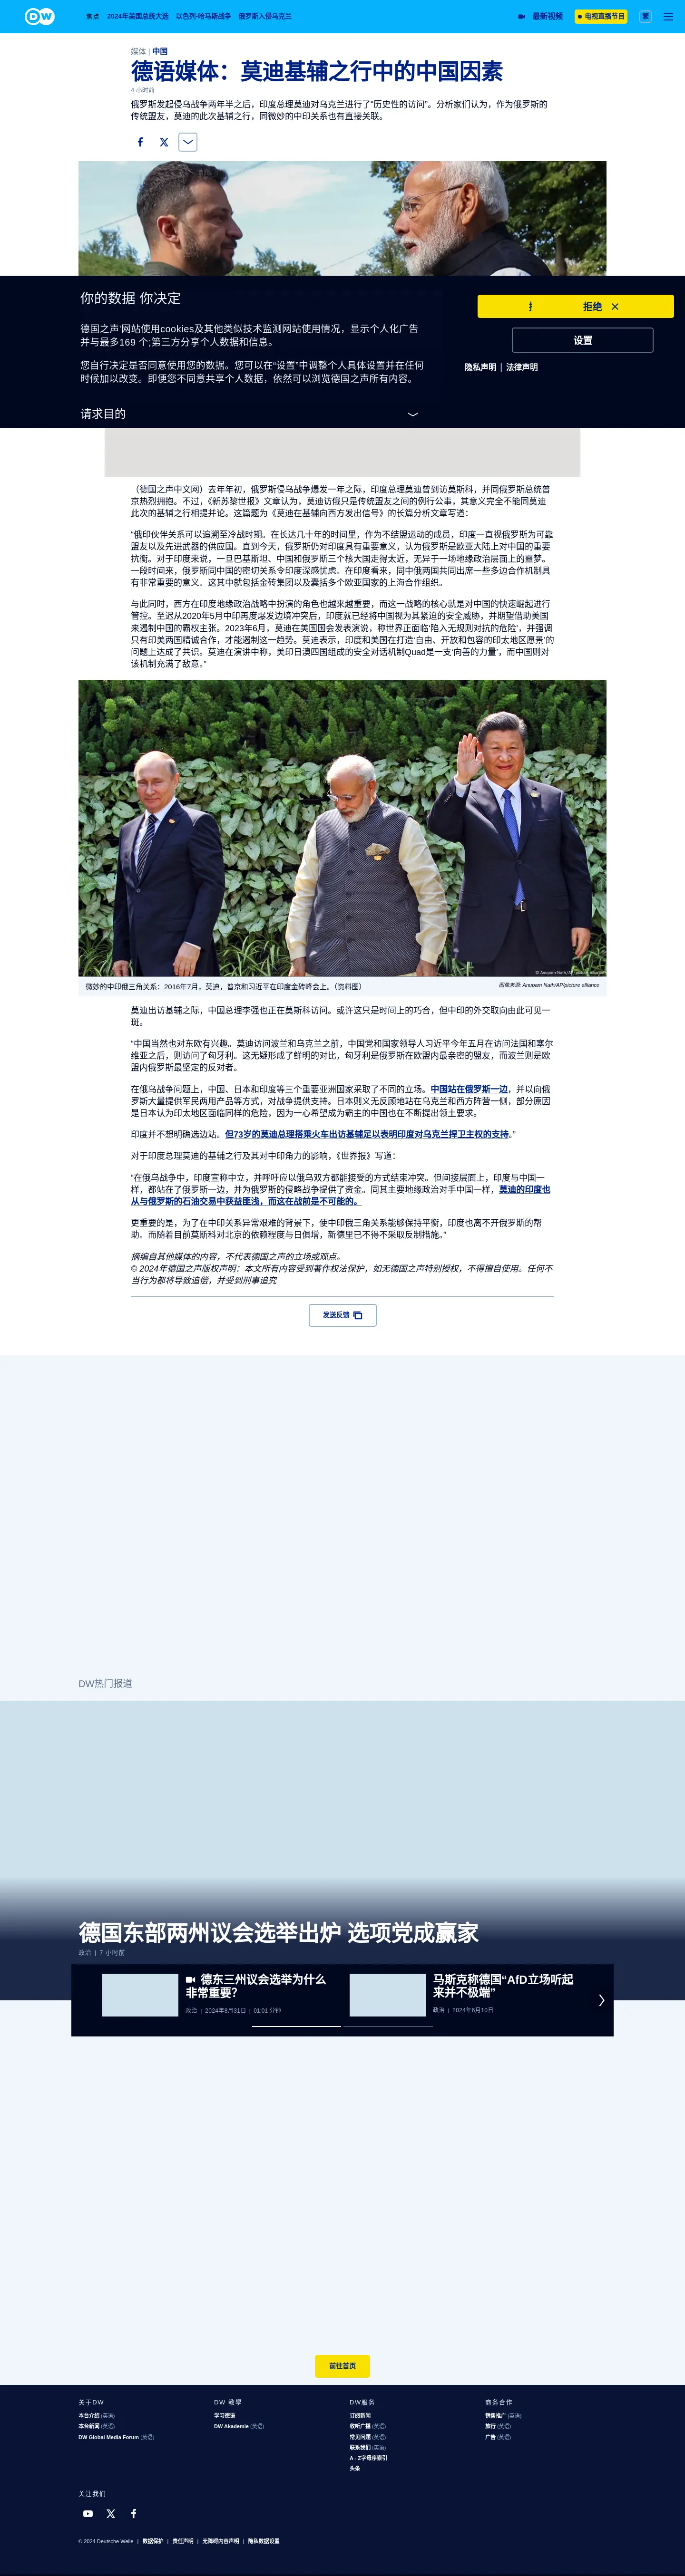 DW
焦点 2024年美国总统大选 以色列-哈马斯战争 俄罗斯入侵乌克兰 最新视频 电视直播节目 繁
媒体 | 中国
德语媒体：莫迪基辅之行中的中国因素
4 小时前
俄罗斯发起侵乌战争两年半之后，印度总理莫迪对乌克兰进行了“历史性的访问”。分析家们认为，作为俄罗斯的
传统盟友，莫迪的此次基辅之行，同微妙的中印关系也有直接关联。
你的数据 你决定
德国之声'网站使用cookies及其他类似技术监测网站使用情况，显示个人化广告
并与最多169 个;第三方分享个人数据和信息。
您自行决定是否同意使用您的数据。您可以在“设置”中调整个人具体设置并在任何
时候加以改变。即便您不同意共享个人数据，依然可以浏览德国之声所有内容。
请求目的
拒绝
设置
隐私声明 | 法律声明
（德国之声中文网）去年年初，俄罗斯侵乌战争爆发一年之际，印度总理莫迪曾到访莫斯科，并同俄罗斯总统普
京热烈拥抱。不过，《新苏黎世报》文章认为，莫迪访俄只是传统盟友之间的例行公事，其意义完全不能同莫迪
此次的基辅之行相提并论。这篇题为《莫迪在基辅向西方发出信号》的长篇分析文章写道：
“俄印伙伴关系可以追溯至冷战时期。在长达几十年的时间里，作为不结盟运动的成员，印度一直视俄罗斯为可靠
盟友以及先进武器的供应国。直到今天，俄罗斯仍对印度具有重要意义，认为俄罗斯是欧亚大陆上对中国的重要
抗衡。对于印度来说，一旦巴基斯坦、中国和俄罗斯三个核大国走得太近，无异于一场地缘政治层面上的噩梦。
一段时间来，俄罗斯同中国的密切关系令印度深感忧虑。在印度看来，同中俄两国共同出席一些多边合作机制具
有非常重要的意义。这其中就包括金砖集团以及囊括多个欧亚国家的上海合作组织。
与此同时，西方在印度地缘政治战略中扮演的角色也越来越重要，而这一战略的核心就是对中国的快速崛起进行
管控。至迟从2020年5月中印再度爆发边境冲突后，印度就已经将中国视为其紧迫的安全威胁，并期望借助美国
来遏制中国的霸权主张。2023年6月，莫迪在美国国会发表演说，称世界正面临‘陷入无规则对抗的危险’，并强调
只有印美两国精诚合作，才能遏制这一趋势。莫迪表示，印度和美国在打造‘自由、开放和包容的印太地区愿景’的
问题上达成了共识。莫迪在演讲中称，美印日澳四国组成的安全对话机制Quad是一支‘向善的力量’，而中国则对
该机制充满了敌意。”
微妙的中印俄三角关系：2016年7月，莫迪，普京和习近平在印度金砖峰会上。（资料图）
图像来源: Anupam Nath/AP/picture alliance
莫迪出访基辅之际，中国总理李强也正在莫斯科访问。或许这只是时间上的巧合，但中印的外交取向由此可见一
斑。
“中国当然也对东欧有兴趣。莫迪访问波兰和乌克兰之前，中国党和国家领导人习近平今年五月在访问法国和塞尔
维亚之后，则访问了匈牙利。这无疑形成了鲜明的对比，匈牙利是俄罗斯在欧盟内最亲密的盟友，而波兰则是欧
盟内俄罗斯最坚定的反对者。
在俄乌战争问题上，中国、日本和印度等三个重要亚洲国家采取了不同的立场。中国站在俄罗斯一边，并以向俄
罗斯大量提供军民两用产品等方式，对战争提供支持。日本则义无反顾地站在乌克兰和西方阵营一侧，部分原因
是日本认为印太地区面临同样的危险，因为一心希望成为霸主的中国也在不断提出领土要求。
印度并不想明确选边站。但73岁的莫迪总理搭乘火车出访基辅足以表明印度对乌克兰捍卫主权的支持。”
对于印度总理莫迪的基辅之行及其对中印角力的影响，《世界报》写道：
“在俄乌战争中，印度宣称中立，并呼吁应以俄乌双方都能接受的方式结束冲突。但间接层面上，印度与中国一
样，都站在了俄罗斯一边，并为俄罗斯的侵略战争提供了资金。同其主要地缘政治对手中国一样，莫迪的印度也
从与俄罗斯的石油交易中获益匪浅，而这在战前是不可能的。
更重要的是，为了在中印关系异常艰难的背景下，使中印俄三角关系能够保持平衡，印度也离不开俄罗斯的帮
助。而随着目前莫斯科对北京的依赖程度与日俱增，新德里已不得不采取反制措施。”
摘编自其他媒体的内容，不代表德国之声的立场或观点。
© 2024年德国之声版权声明：本文所有内容受到著作权法保护，如无德国之声特别授权，不得擅自使用。任何不
当行为都将导致追偿，并受到刑事追究
发送反馈
DW热门报道
德国东部两州议会选举出炉 选项党成赢家
政治 | 7 小时前
德东三州议会选举为什么
非常重要？
政治 | 2024年8月31日 | 01:01 分钟
马斯克称德国“AfD立场听起
来并不极端”
政治 | 2024年6月10日
前往首页
关于DW
本台介绍 (英语)
本台新闻 (英语)
DW Global Media Forum (英语)
DW 教学
学习德语
DW Akademie (英语)
DW服务
订阅新闻
收听广播 (英语)
常见问题 (英语)
联系我们 (英语)
A - Z字母序索引
头条
商务合作
销售推广 (英语)
旅行 (英语)
广告 (英语)
关注我们
© 2024 Deutsche Welle | 数据保护 | 责任声明 | 无障碍内容声明 | 隐私数据设置